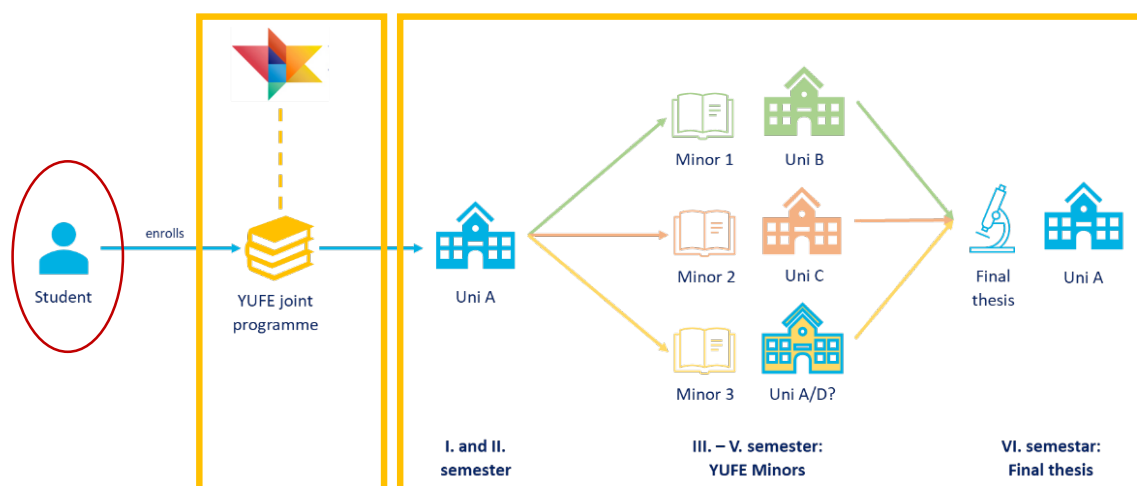 Student
enrolls
YUFE joint
programme
Uni A
Minor 1
Uni B
Minor 2
Uni C
Minor 3
Uni A/D?
Final
thesis
Uni A
I. and II.
semester
III. – V. semester:
YUFE Minors
VI. semestar:
Final thesis